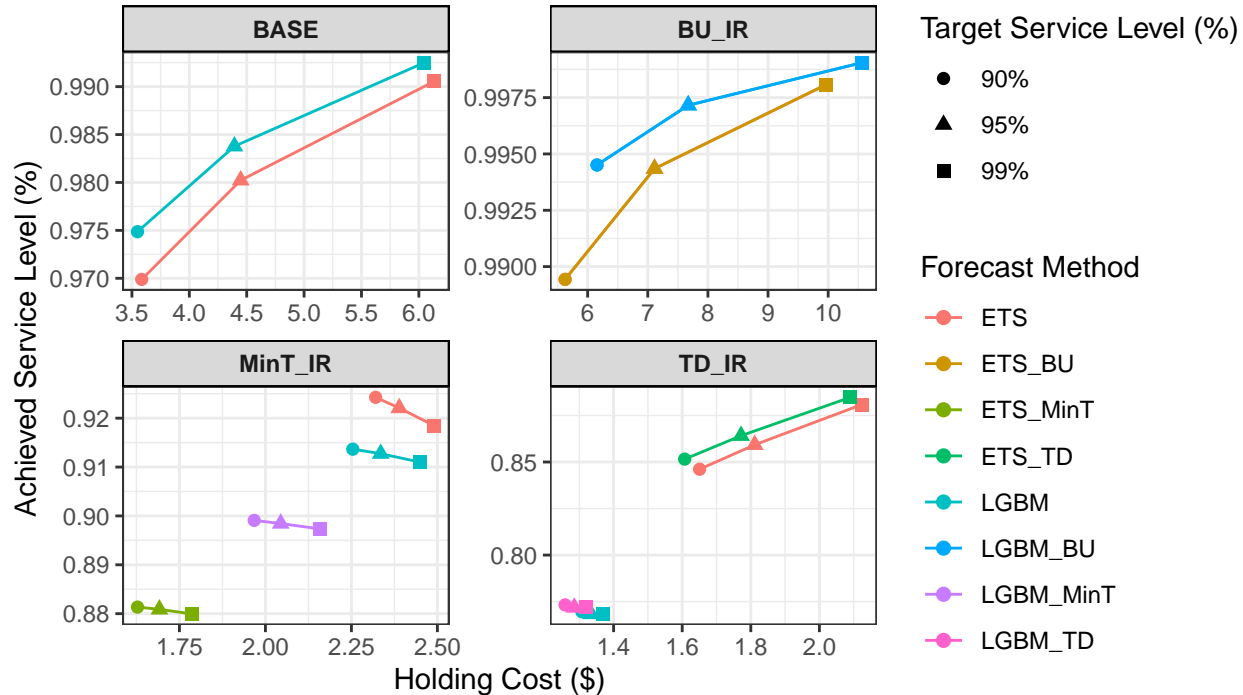 BASE
BU_IR
0.990
0.985
0.980
0.975
0.970
3.5 4.0 4.5 5.0 5.5 6.0
0.9975
0.9950
0.9925
0.9900
6 7 8 9 10
MinT_IR
TD_IR
0.92
0.91
0.90
0.89
0.88
1.75 2.00 2.25 2.50
0.85
0.80
1.4 1.6 1.8 2.0
Achieved Service Level (%)
Holding Cost ($)
Target Service Level (%)
90%
95%
99%
Forecast Method
ETS
ETS_BU
ETS_MinT
ETS_TD
LGBM
LGBM_BU
LGBM_MinT
LGBM_TD